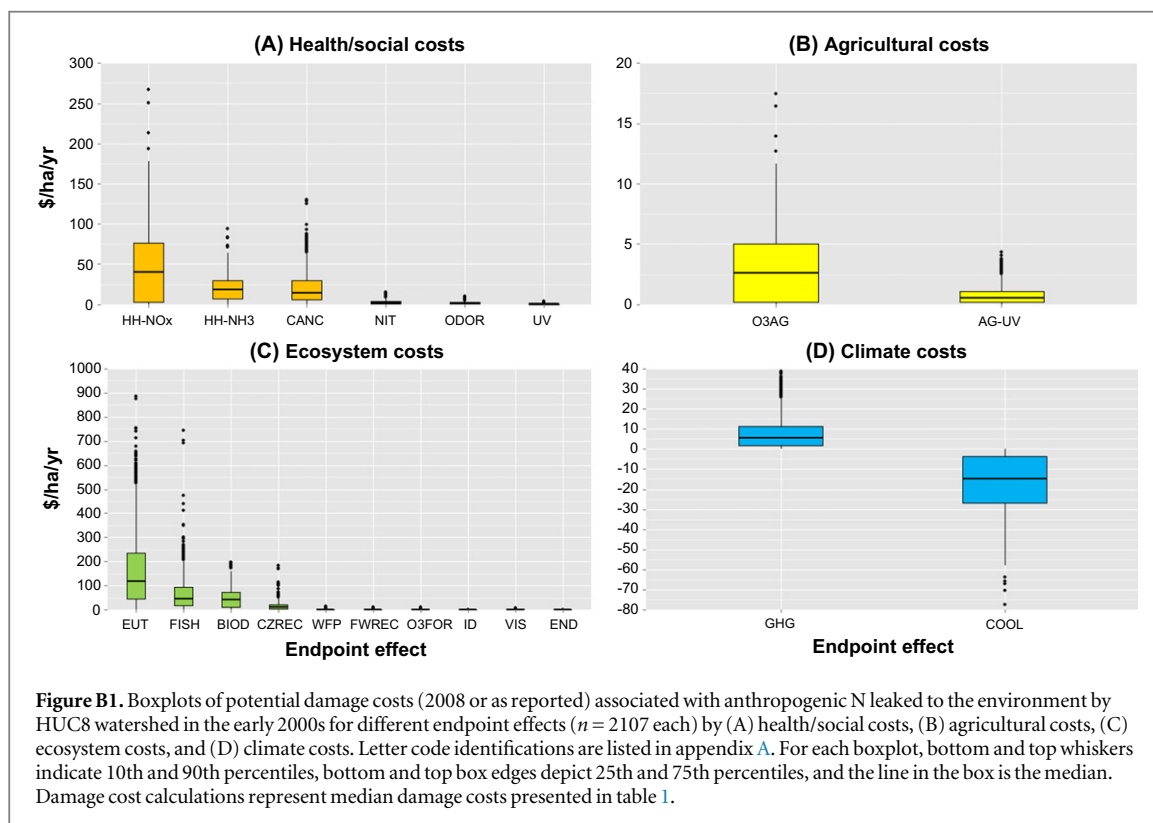 (A) Health/social costs
300
250
200
150
100
50
0
$/ha/yr
HH-NOx HH-NH3 CANC NIT ODOR UV
(B) Agricultural costs
20
15
10
5
0
O3AG AG-UV
(C) Ecosystem costs
1000
900
800
700
600
500
400
300
200
100
0
$/ha/yr
EUT FISH BIOD CZREC WFP FWREC O3FOR ID VIS END
Endpoint effect
(D) Climate costs
40
30
20
10
0
-10
-20
-30
-40
-50
-60
-70
-80
GHG COOL
Endpoint effect
Figure B1. Boxplots of potential damage costs (2008 or as reported) associated with anthropogenic N leaked to the environment by
HUC8 watershed in the early 2000s for different endpoint effects (n = 2107 each) by (A) health/social costs, (B) agricultural costs, (C)
ecosystem costs, and (D) climate costs. Letter code identifications are listed in appendix A. For each boxplot, bottom and top whiskers
indicate 10th and 90th percentiles, bottom and top box edges depict 25th and 75th percentiles, and the line in the box is the median.
Damage cost calculations represent median damage costs presented in table 1.